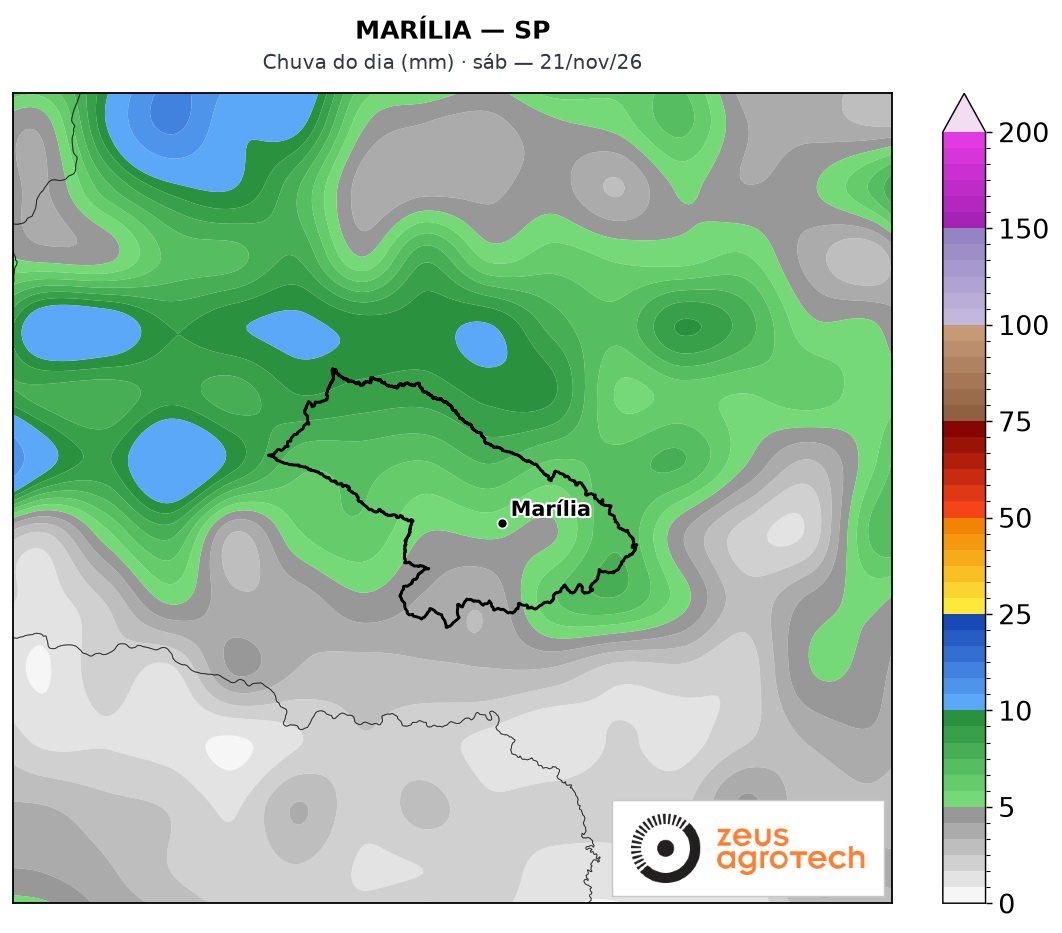 MARÍLIA — SP
Chuva do dia (mm) · sáb — 21/nov/26
200
150
100
75
50
25
10
5
0
Marília
zeus
agrotech